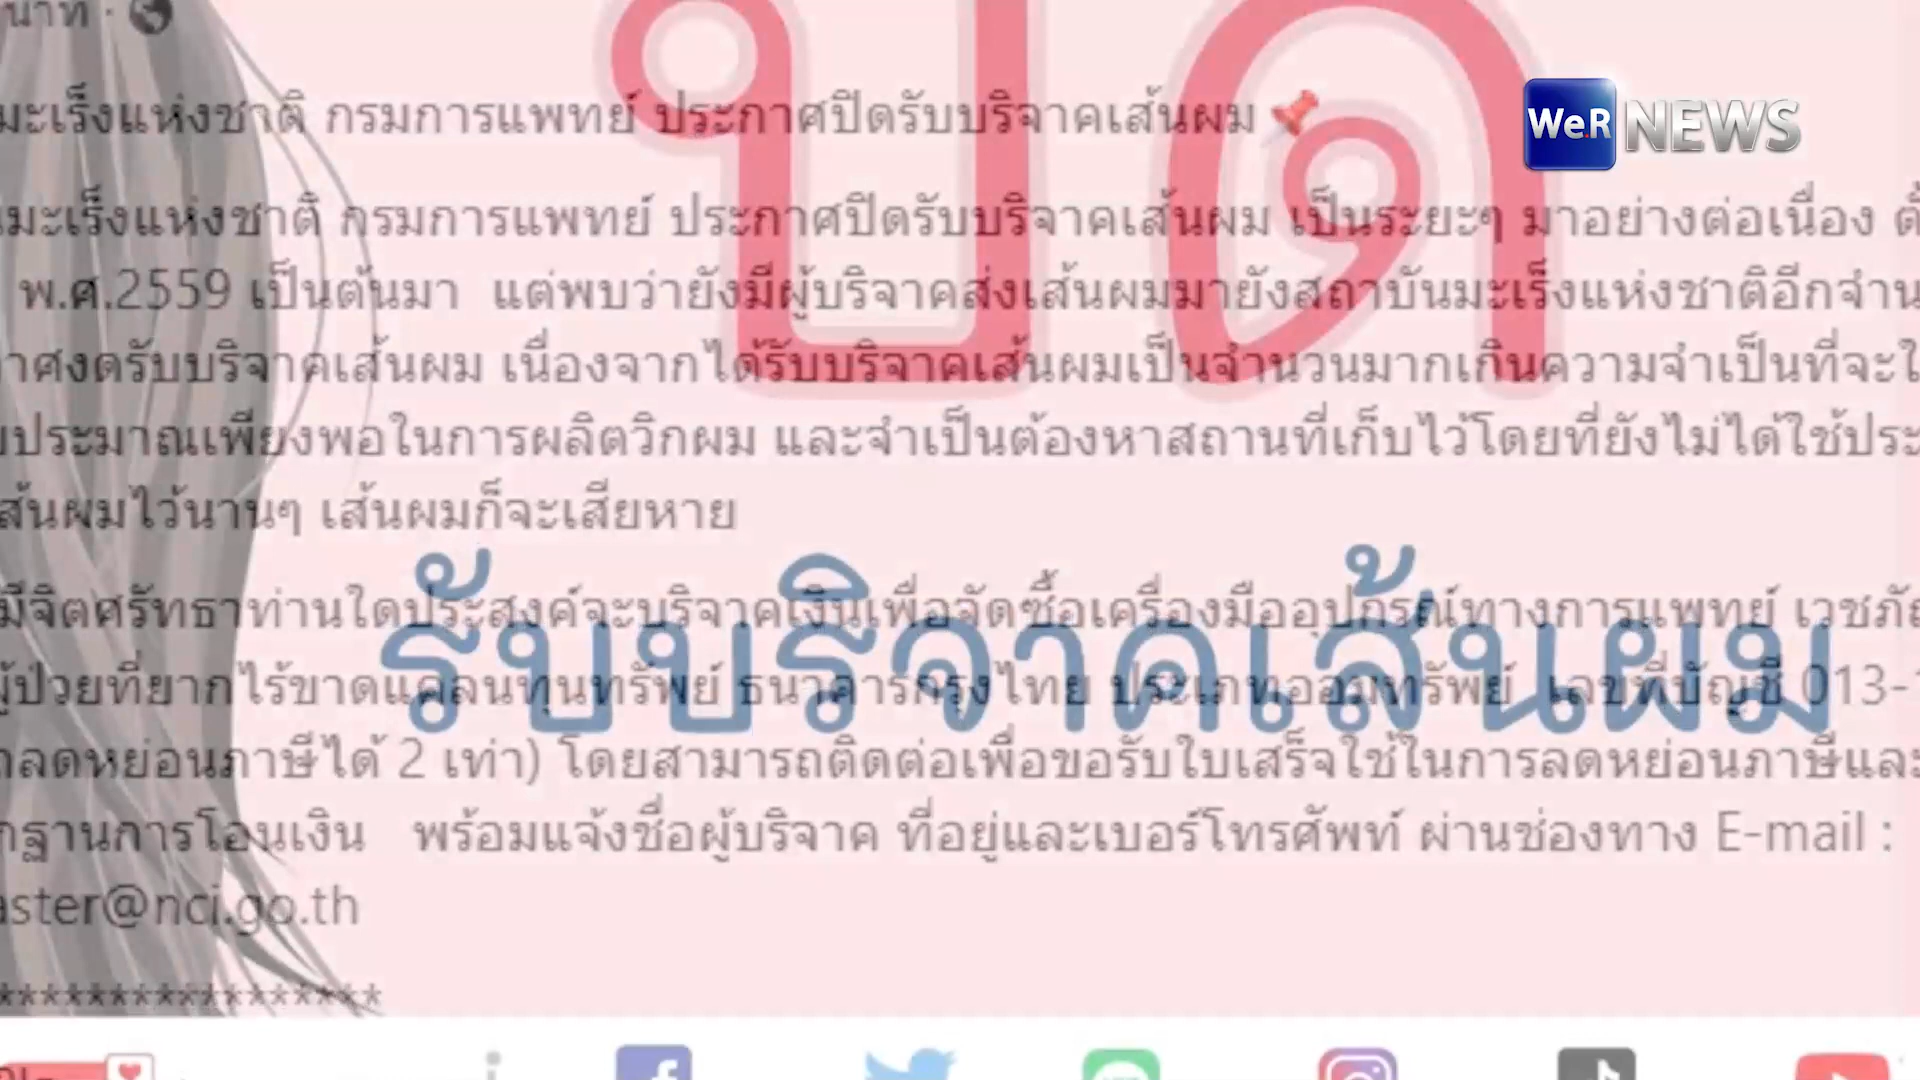 นาที
ปิด
We.R NEWS
มะเร็งแห่งชาติ กรมการแพทย์ ประกาศปิดรับบริจาคเส้นผม
มะเร็งแห่งชาติ กรมการแพทย์ ประกาศปิดรับบริจาคเส้นผม เป็นระยะๆ มาอย่างต่อเนื่อง
พ.ศ.2559 เป็นต้นมา แต่พบว่ายังมีผู้บริจาคส่งเส้นผมมายังสถาบันมะเร็งแห่งชาติอีกจำน
าศงดรับบริจาคเส้นผม เนื่องจากได้รับบริจาคเส้นผมเป็นจำนวนมากเกินความจำเป็นที่จะใ
ประมาณเพียงพอในการผลิตวิกผม และจำเป็นต้องหาสถานที่เก็บไว้โดยที่ยังไม่ได้ใช้ประ
ส้นผมไว้นานๆ เส้นผมก็จะเสียหาย
รับบริจาคเส้นผม
มีจิตศรัทธาท่านใดประสงค์จะบริจาคเงินเพื่อจัดซื้อเครื่องมืออุปกรณ์ทางการแพทย์ เวชภั
ผู้ป่วยที่ยากไร้ขาดแคลนทุนทรัพย์ ธนาคารกรุงไทย ประเภทออมทรัพย์ เลขที่บัญชี 013-
ลดหย่อนภาษีได้ 2 เท่า) โดยสามารถติดต่อเพื่อขอรับใบเสร็จใช้ในการลดหย่อนภาษีและ
กฐานการโอนเงิน พร้อมแจ้งชื่อผู้บริจาค ที่อยู่และเบอร์โทรศัพท์ ผ่านช่องทาง E-mail :
aster@nci.go.th
******************